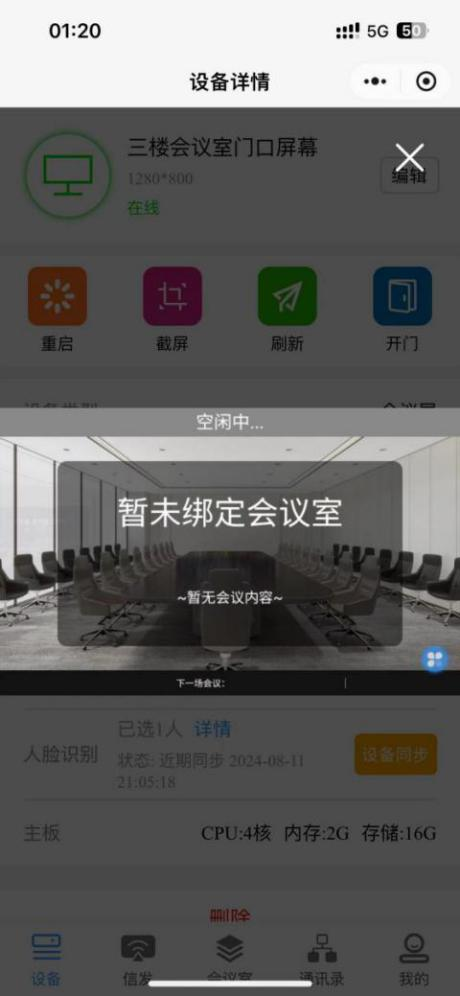 01:20
5G 50
设备详情
三楼会议室门口屏幕
1280*800
编辑
在线
重启 截屏 刷新 开门
空闲中...
暂未绑定会议室
~暂无会议内容~
下一场会议:
已选1人 详情
人脸识别
状态: 近期同步 2024-08-11
21:05:18
设备同步
主板 CPU:4核 内存:2G 存储:16G
删除
设备 信发 会议室 通讯录 我的